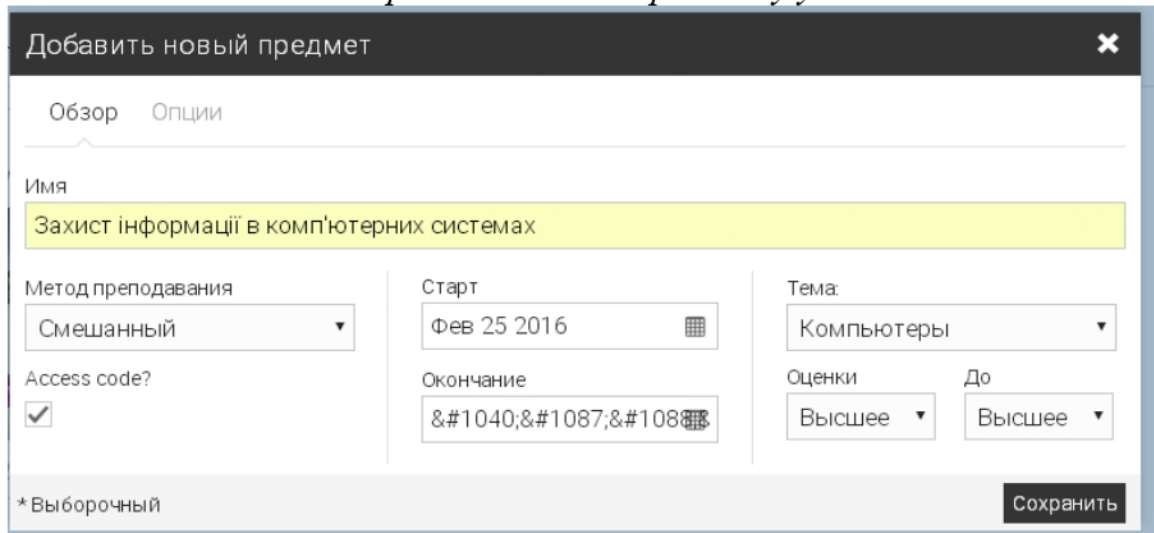 Добавить новый предмет
Обзор Опции
Имя
Захист інформації в комп'ютерних системах
Метод преподавания
Смешанный
Access code?
Старт
Фев 25 2016
Окончание
&#1040;&#1087;&#1088;&
Тема:
Компьютеры
Оценки До
Высшее Высшее
*Выборочный
Сохранить